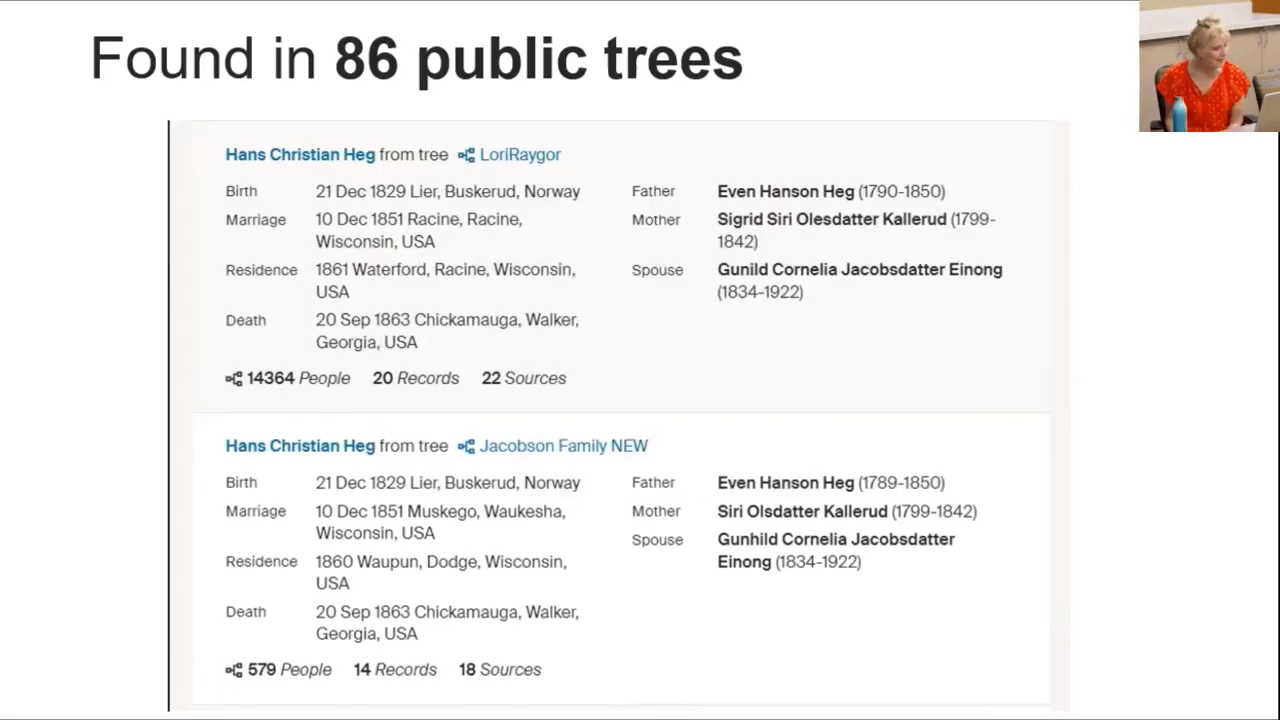 Found in 86 public trees
Hans Christian Heg from tree LoriRaygor
Birth 21 Dec 1829 Lier, Buskerud, Norway
Marriage 10 Dec 1851 Racine, Racine,
Wisconsin, USA
Residence 1861 Waterford, Racine, Wisconsin,
USA
Death 20 Sep 1863 Chickamauga, Walker,
Georgia, USA
Father Even Hanson Heg (1790-1850)
Mother Sigrid Siri Olesdatter Kallerud (1799-
1842)
Spouse Gunild Cornelia Jacobsdatter Einong
(1834-1922)
14364 People 20 Records 22 Sources
Hans Christian Heg from tree Jacobson Family NEW
Birth 21 Dec 1829 Lier, Buskerud, Norway
Marriage 10 Dec 1851 Muskego, Waukesha,
Wisconsin, USA
Residence 1860 Waupun, Dodge, Wisconsin,
USA
Death 20 Sep 1863 Chickamauga, Walker,
Georgia, USA
Father Even Hanson Heg (1789-1850)
Mother Siri Olsdatter Kallerud (1799-1842)
Spouse Gunhild Cornelia Jacobsdatter
Einong (1834-1922)
579 People 14 Records 18 Sources